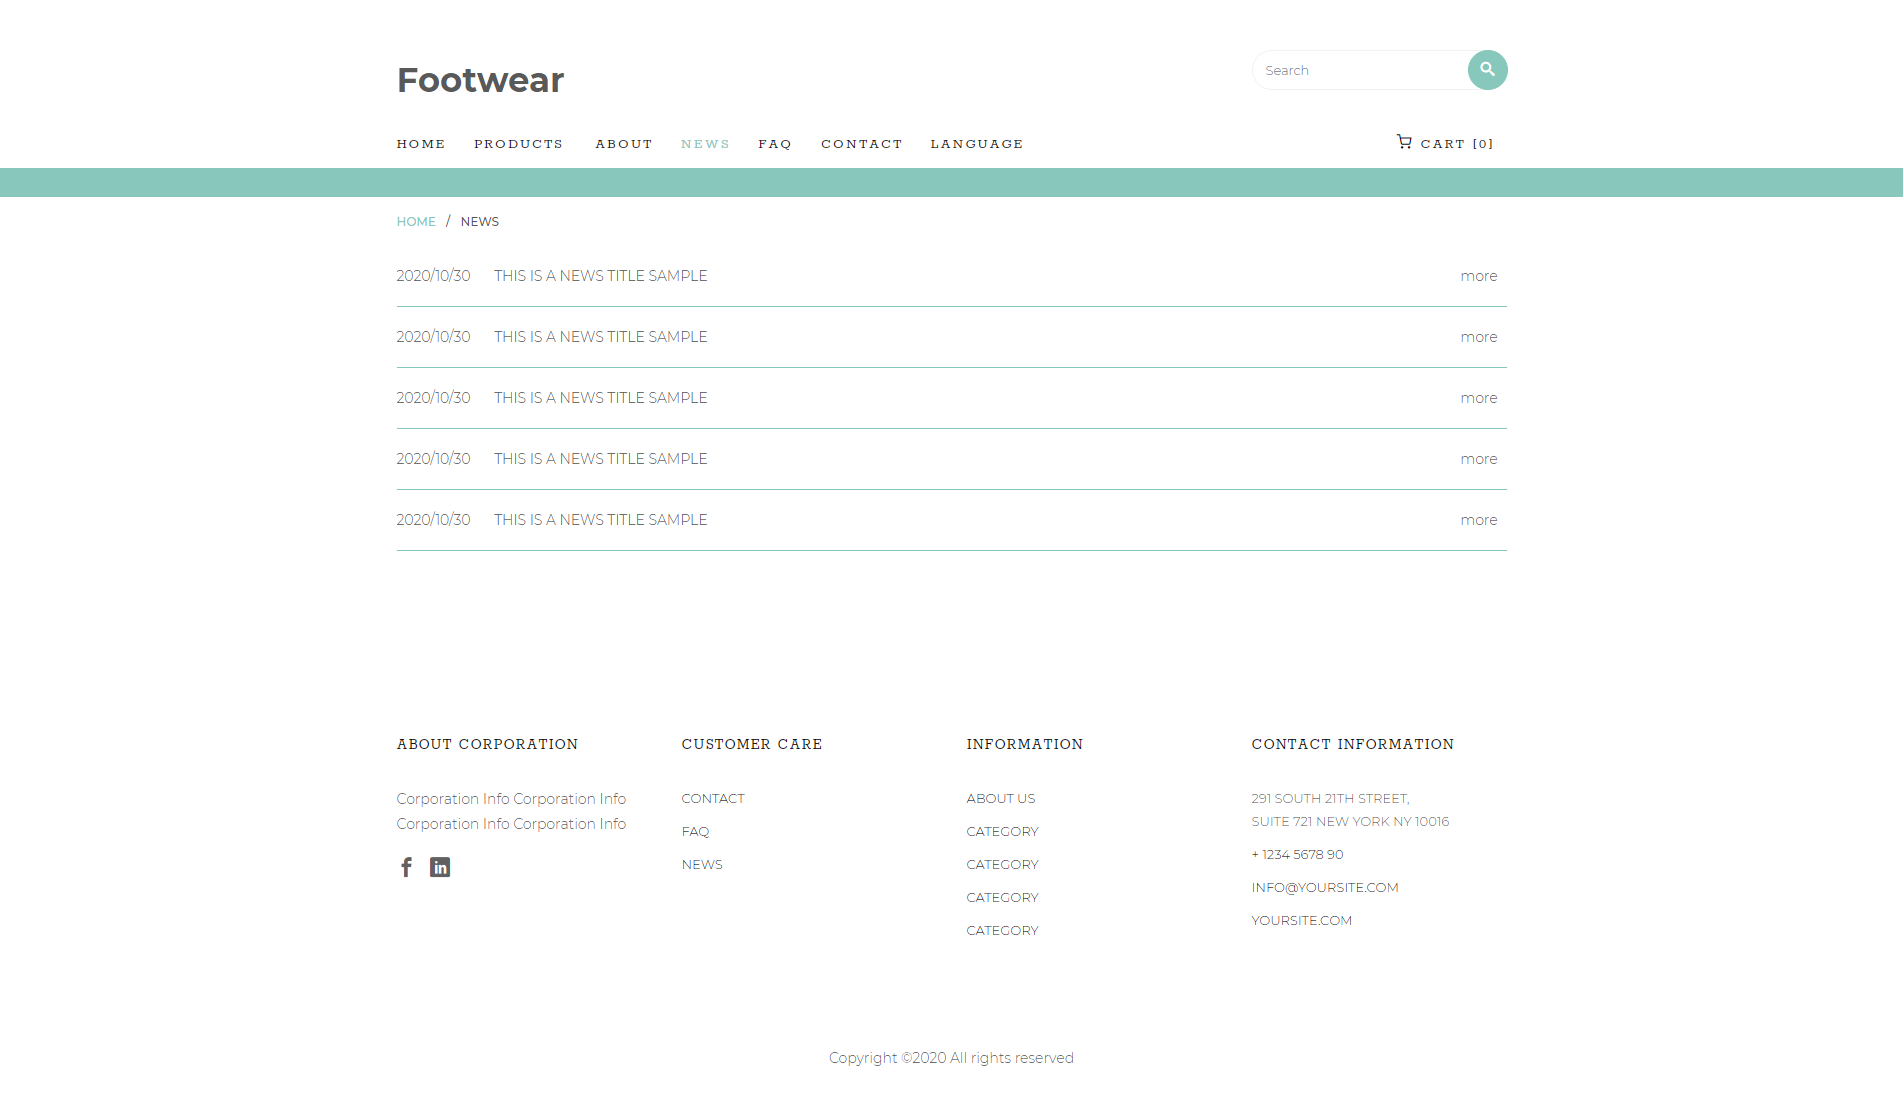 Footwear
Search
HOME PRODUCTS ABOUT NEWS FAQ CONTACT LANGUAGE CART [0]
HOME / NEWS
2020/10/30 THIS IS A NEWS TITLE SAMPLE more
2020/10/30 THIS IS A NEWS TITLE SAMPLE more
2020/10/30 THIS IS A NEWS TITLE SAMPLE more
2020/10/30 THIS IS A NEWS TITLE SAMPLE more
2020/10/30 THIS IS A NEWS TITLE SAMPLE more
ABOUT CORPORATION
Corporation Info Corporation Info
Corporation Info Corporation Info
f in
CUSTOMER CARE
CONTACT
FAQ
NEWS
INFORMATION
ABOUT US
CATEGORY
CATEGORY
CATEGORY
CATEGORY
CONTACT INFORMATION
291 SOUTH 21TH STREET,
SUITE 721 NEW YORK NY 10016
+ 1234 5678 90
INFO@YOURSITE.COM
YOURSITE.COM
Copyright ©2020 All rights reserved